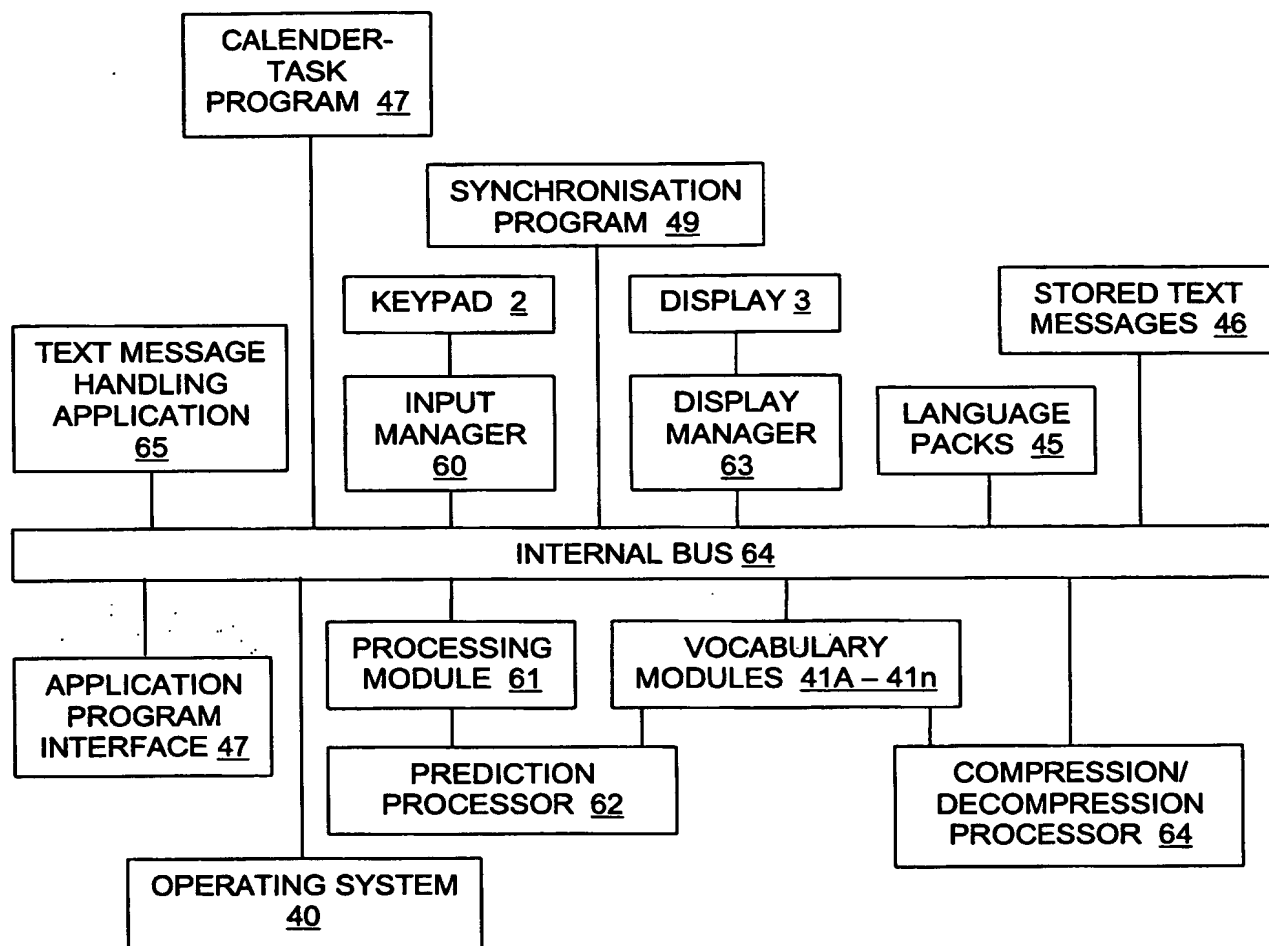 CALENDER-
TASK
PROGRAM 47
SYNCHRONISATION
PROGRAM 49
KEYPAD 2
DISPLAY 3
STORED TEXT
MESSAGES 46
TEXT MESSAGE
HANDLING
APPLICATION
65
INPUT
MANAGER
60
DISPLAY
MANAGER
63
LANGUAGE
PACKS 45
INTERNAL BUS 64
APPLICATION
PROGRAM
INTERFACE 47
PROCESSING
MODULE 61
VOCABULARY
MODULES 41A – 41n
PREDICTION
PROCESSOR 62
COMPRESSION/
DECOMPRESSION
PROCESSOR 64
OPERATING SYSTEM
40